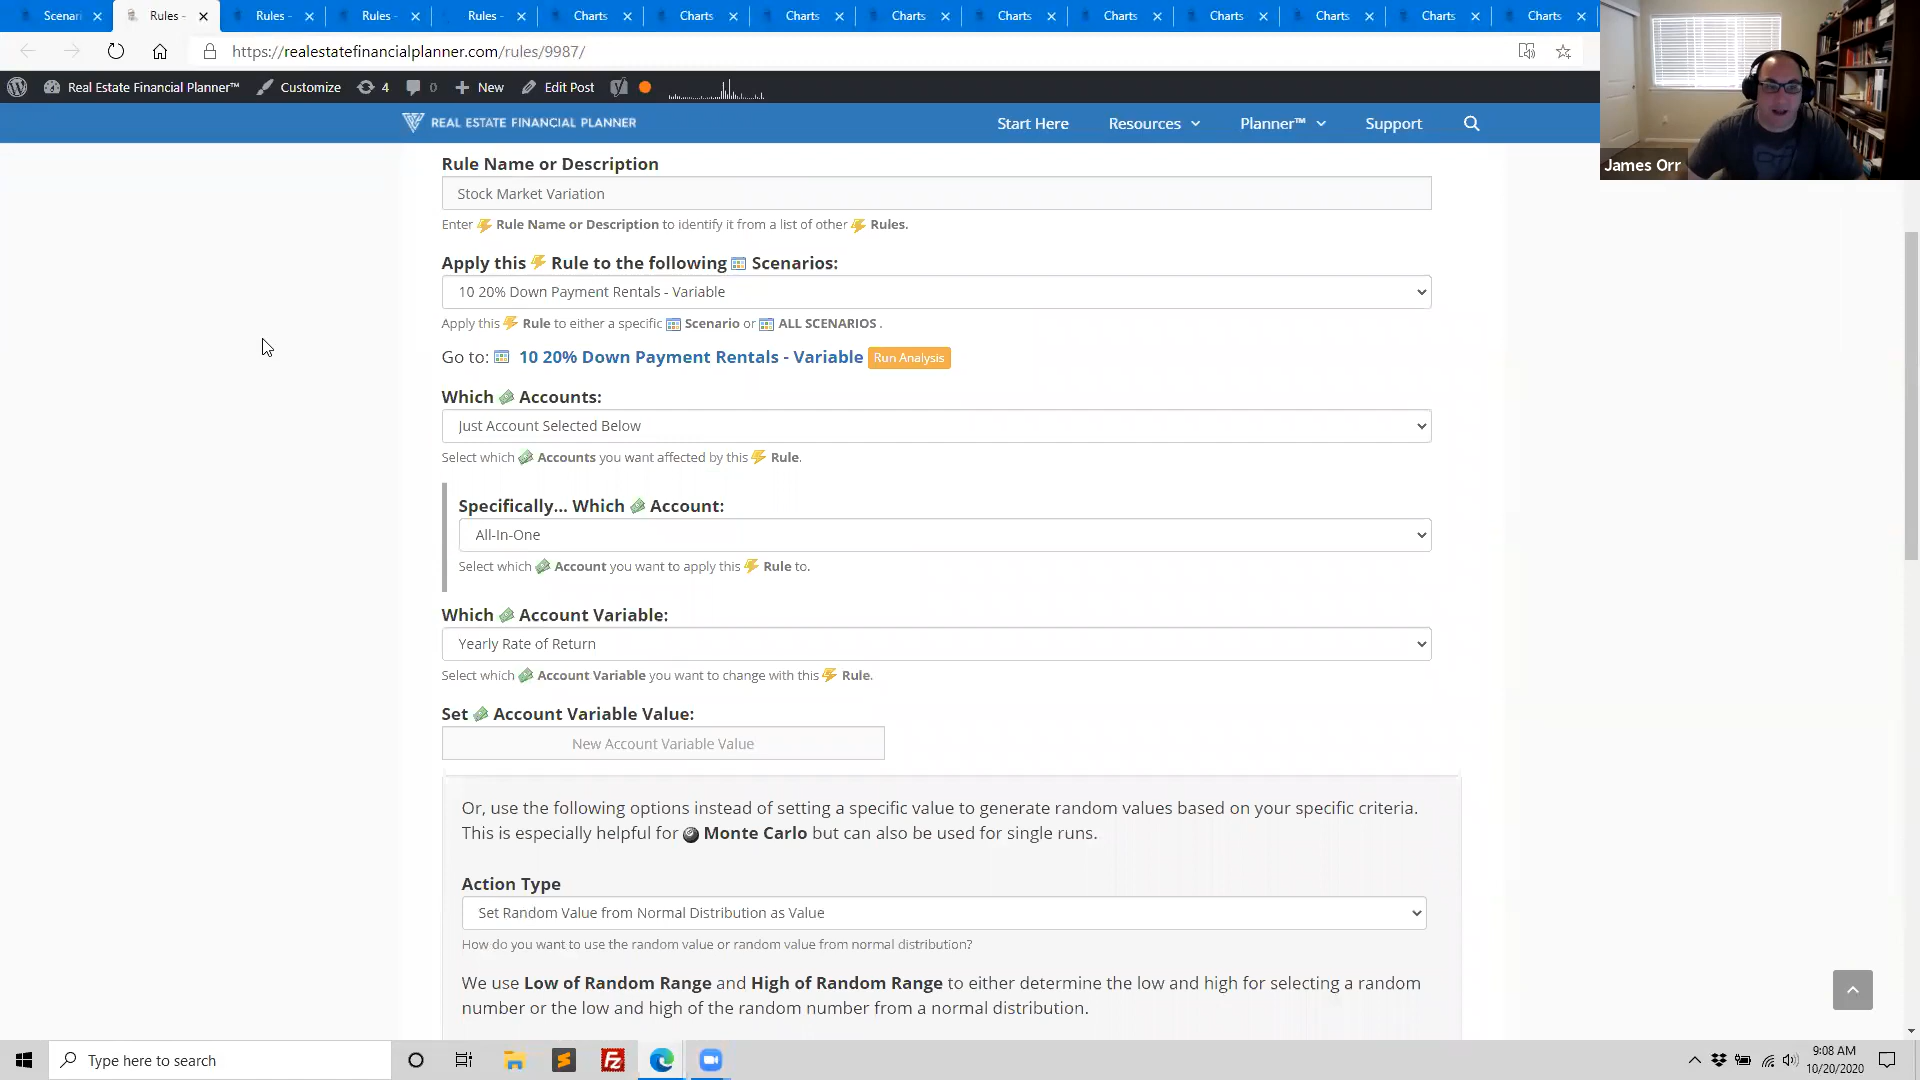 Scenari
Rules -
Rules -
Rules -
Rules -
Charts
Charts
Charts
Charts
Charts
Charts
Charts
Charts
Charts
Charts
https://realestatefinancialplanner.com/rules/9987/
Real Estate Financial Planner™
Customize
4
0
New
Edit Post
REAL ESTATE FINANCIAL PLANNER
Start Here
Resources
Planner™
Support
James Orr
Rule Name or Description
Stock Market Variation
Enter Rule Name or Description to identify it from a list of other Rules.
Apply this Rule to the following Scenarios:
10 20% Down Payment Rentals - Variable
Apply this Rule to either a specific Scenario or ALL SCENARIOS .
Go to: 10 20% Down Payment Rentals - Variable Run Analysis
Which Accounts:
Just Account Selected Below
Select which Accounts you want affected by this Rule.
Specifically... Which Account:
All-In-One
Select which Account you want to apply this Rule to.
Which Account Variable:
Yearly Rate of Return
Select which Account Variable you want to change with this Rule.
Set Account Variable Value:
New Account Variable Value
Or, use the following options instead of setting a specific value to generate random values based on your specific criteria.
This is especially helpful for Monte Carlo but can also be used for single runs.
Action Type
Set Random Value from Normal Distribution as Value
How do you want to use the random value or random value from normal distribution?
We use Low of Random Range and High of Random Range to either determine the low and high for selecting a random
number or the low and high of the random number from a normal distribution.
Type here to search
9:08 AM
10/20/2020